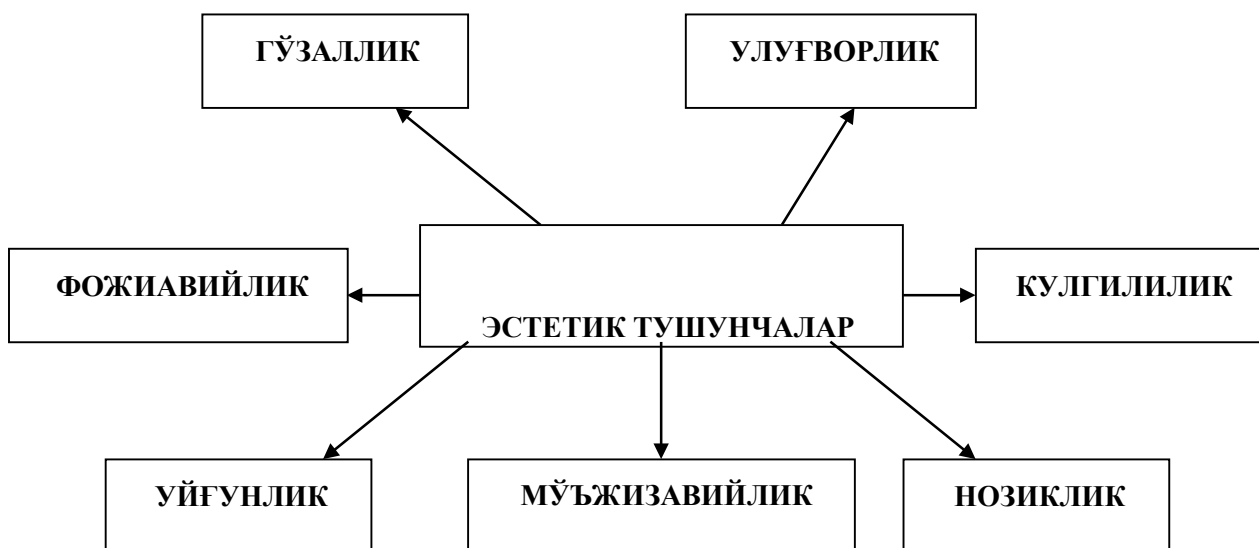 ГЎЗАЛЛИК
УЛУҒВОРЛИК
ФОЖИАВИЙЛИК
КУЛГИЛИЛИК
ЭСТЕТИК ТУШУНЧАЛАР
УЙҒУНЛИК
МЎЪЖИЗАВИЙЛИК
НОЗИКЛИК